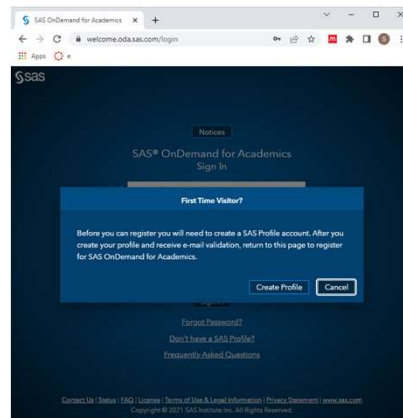 SAS OnDemand for Academics
welcome.oda.sas.com/login
Apps
sas
Notices
SAS® OnDemand for Academics
Sign In
First Time Visitor?
Before you can register you will need to create a SAS Profile account. After you
create your profile and receive e-mail validation, return to this page to register
for SAS OnDemand for Academics.
Create Profile Cancel
Forgot Password?
Don't have a SAS Profile?
Frequently Asked Questions
Contact Us | Status | FAQ | License | Terms of Use & Legal Information | Privacy Statement | www.sas.com
Copyright © 2021 SAS Institute Inc. All Rights Reserved.